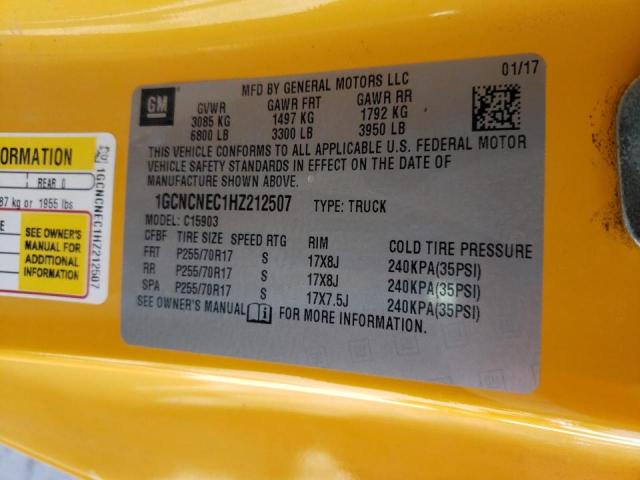 GM
MFD BY GENERAL MOTORS LLC
01/17
GVWR GAWR FRT GAWR RR
3085 KG 1497 KG 1792 KG
6800 LB 3300 LB 3950 LB
THIS VEHICLE CONFORMS TO ALL APPLICABLE U.S. FEDERAL MOTOR
VEHICLE SAFETY STANDARDS IN EFFECT ON THE DATE OF
MANUFACTURE SHOWN ABOVE.
1GCNCNEC1HZ212507 TYPE: TRUCK
MODEL: C15903
CFBF TIRE SIZE SPEED RTG RIM COLD TIRE PRESSURE
FRT P255/70R17 S 17X8J 240KPA(35PSI)
RR P255/70R17 S 17X8J 240KPA(35PSI)
SPA P255/70R17 S 17X7.5J 240KPA(35PSI)
SEE OWNER'S MANUAL FOR MORE INFORMATION.
ORMATION
REAR 0
87 kg or 1955 lbs
SEE OWNER'S
MANUAL FOR
ADDITIONAL
INFORMATION
1GCNCNEC1HZ212507